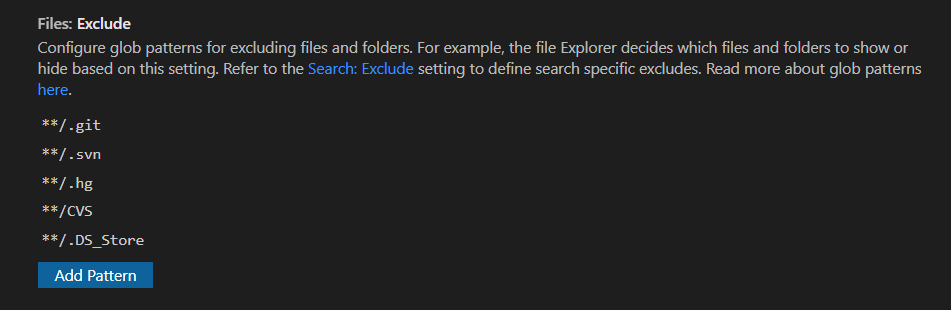 Files: Exclude
Configure glob patterns for excluding files and folders. For example, the file Explorer decides which files and folders to show or
hide based on this setting. Refer to the Search: Exclude setting to define search specific excludes. Read more about glob patterns
here.
**/.git
**/.svn
**/.hg
**/CVS
**/.DS_Store
Add Pattern